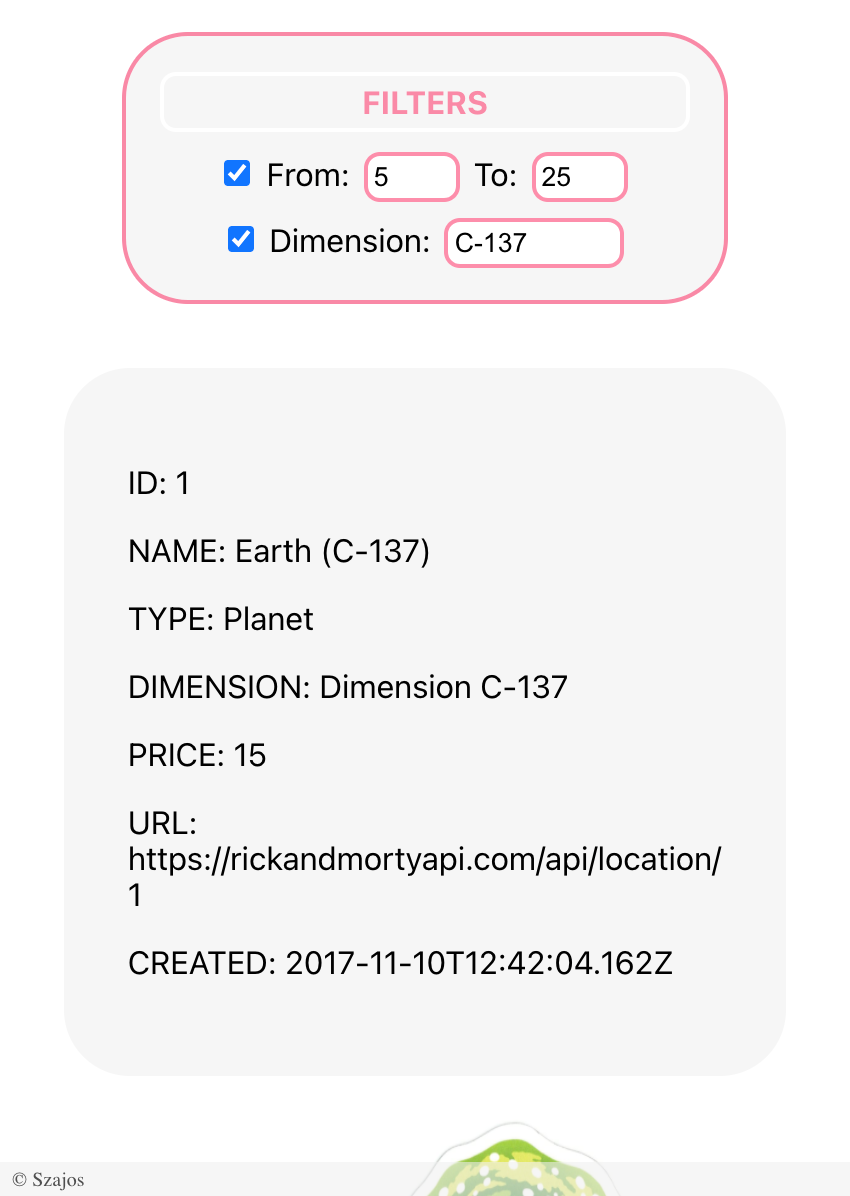 FILTERS
From: 5 To: 25
Dimension: C-137
ID: 1
NAME: Earth (C-137)
TYPE: Planet
DIMENSION: Dimension C-137
PRICE: 15
URL:
https://rickandmortyapi.com/api/location/
1
CREATED: 2017-11-10T12:42:04.162Z
© Szajos